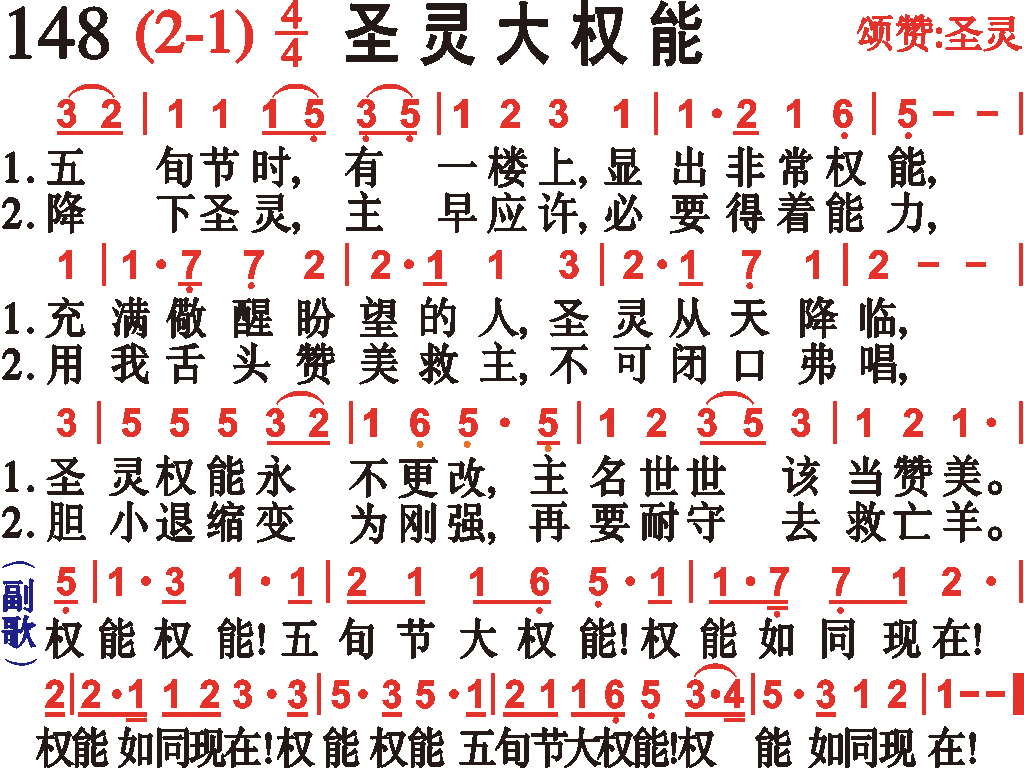 148 (2-1) 4/4 圣灵大权能 颂赞:圣灵
3 2 | 1 1 1 5 3 5 | 1 2 3 1 | 1 · 2 1 6 | 5 - - |
1. 五 旬节时, 有 一楼上, 显 出非常权能,
2. 降 下圣灵, 主 早应许, 必 要得着能力,
1 | 1 · 7 7 2 | 2 · 1 1 3 | 2 · 1 7 1 | 2 - - |
1. 充满儆醒盼望的人, 圣灵从天降临,
2. 用我舌头赞美救主, 不可闭口弗唱,
3 | 5 5 5 3 2 | 1 6 5 · 5 | 1 2 3 5 3 | 1 2 1 · |
1. 圣灵权能永 不更改, 主名世世 该当赞美。
2. 胆小退缩变 为刚强, 再要耐守 去救亡羊。
(副歌) 5 | 1 · 3 1 · 1 | 2 1 1 6 5 · 1 | 1 · 7 7 1 2 · |
权能权能! 五旬节大权能! 权能如同现在!
2 | 2 · 1 1 2 3 · 3 | 5 · 3 5 · 1 | 2 1 1 6 5 3 · 4 | 5 · 3 1 2 | 1 - - |
权能如同现在! 权能权能 五旬节大权能! 权 能如同现在!